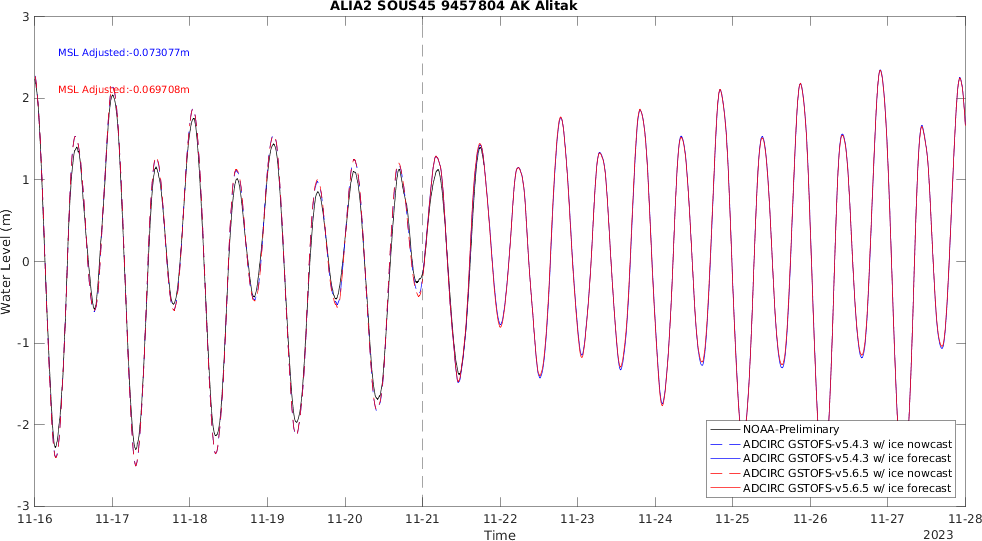 ALIA2 SOUS45 9457804 AK Alitak
3
2
1
0
-1
-2
-3
Water Level (m)
MSL Adjusted:-0.073077m
MSL Adjusted:-0.069708m
NOAA-Preliminary
ADCIRC GSTOFS-v5.4.3 w/ ice nowcast
ADCIRC GSTOFS-v5.4.3 w/ ice forecast
ADCIRC GSTOFS-v5.6.5 w/ ice nowcast
ADCIRC GSTOFS-v5.6.5 w/ ice forecast
11-16 11-17 11-18 11-19 11-20 11-21 11-22 11-23 11-24 11-25 11-26 11-27 11-28
Time
2023